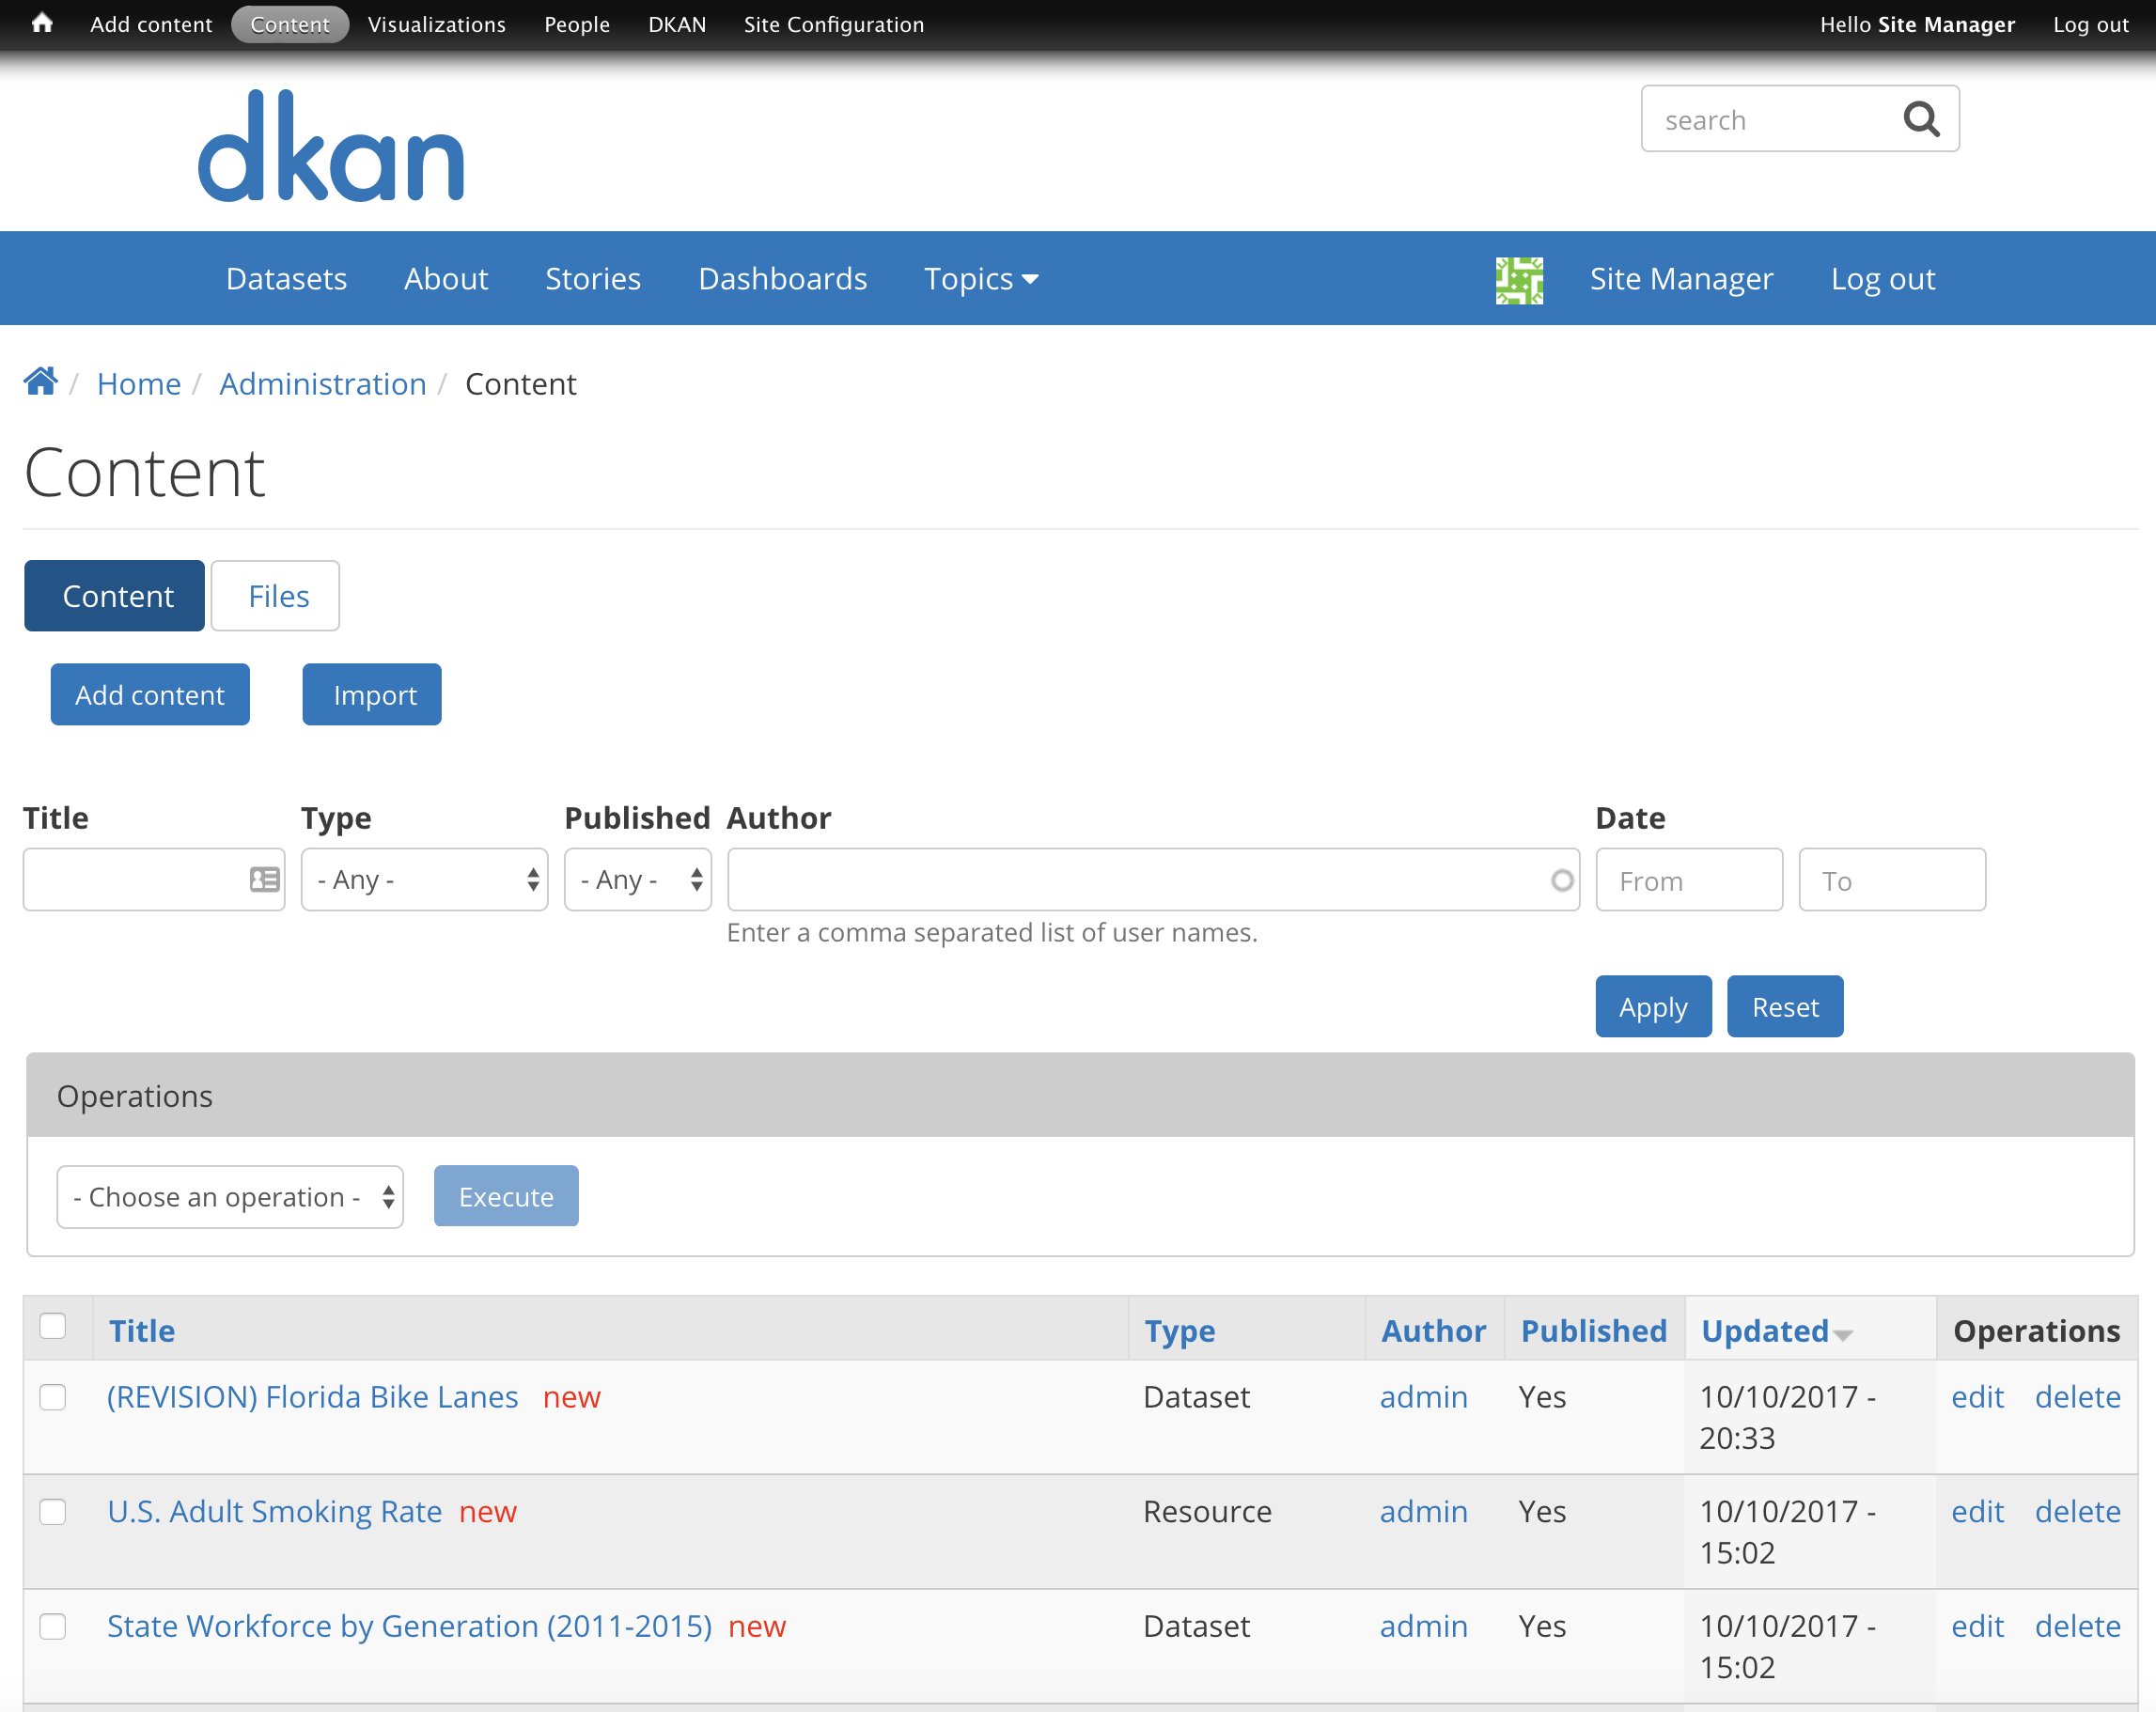 Add content Content Visualizations People DKAN Site Configuration Hello Site Manager Log out
dkan
search
Datasets About Stories Dashboards Topics Site Manager Log out
/ Home / Administration / Content
Content
Content Files
Add content Import
Title Type Published Author Date
- Any - - Any - From To
Enter a comma separated list of user names.
Apply Reset
Operations
- Choose an operation - Execute
Title Type Author Published Updated Operations
(REVISION) Florida Bike Lanes new Dataset admin Yes 10/10/2017 - edit delete
20:33
U.S. Adult Smoking Rate new Resource admin Yes 10/10/2017 - edit delete
15:02
State Workforce by Generation (2011-2015) new Dataset admin Yes 10/10/2017 - edit delete
15:02